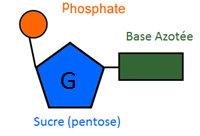 Phosphate
Base Azotée
G
Sucre (pentose)